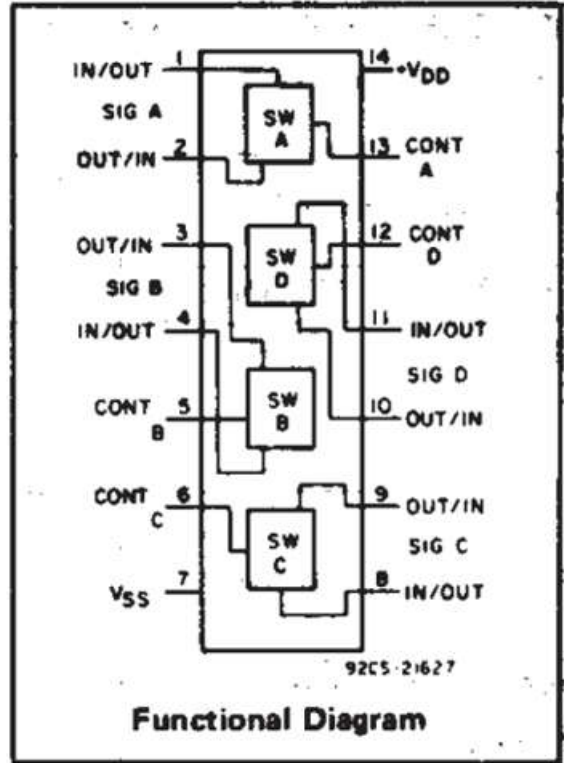 1
14
IN/OUT
+VDD
SIG A
SW
A
2
13
OUT/IN
CONT
A
3
12
OUT/IN
CONT
D
SW
D
SIG B
4
11
IN/OUT
IN/OUT
SIG D
CONT
B
5
SW
B
10
OUT/IN
CONT
C
6
9
OUT/IN
SW
C
SIG C
7
8
VSS
IN/OUT
92CS-21627
Functional Diagram